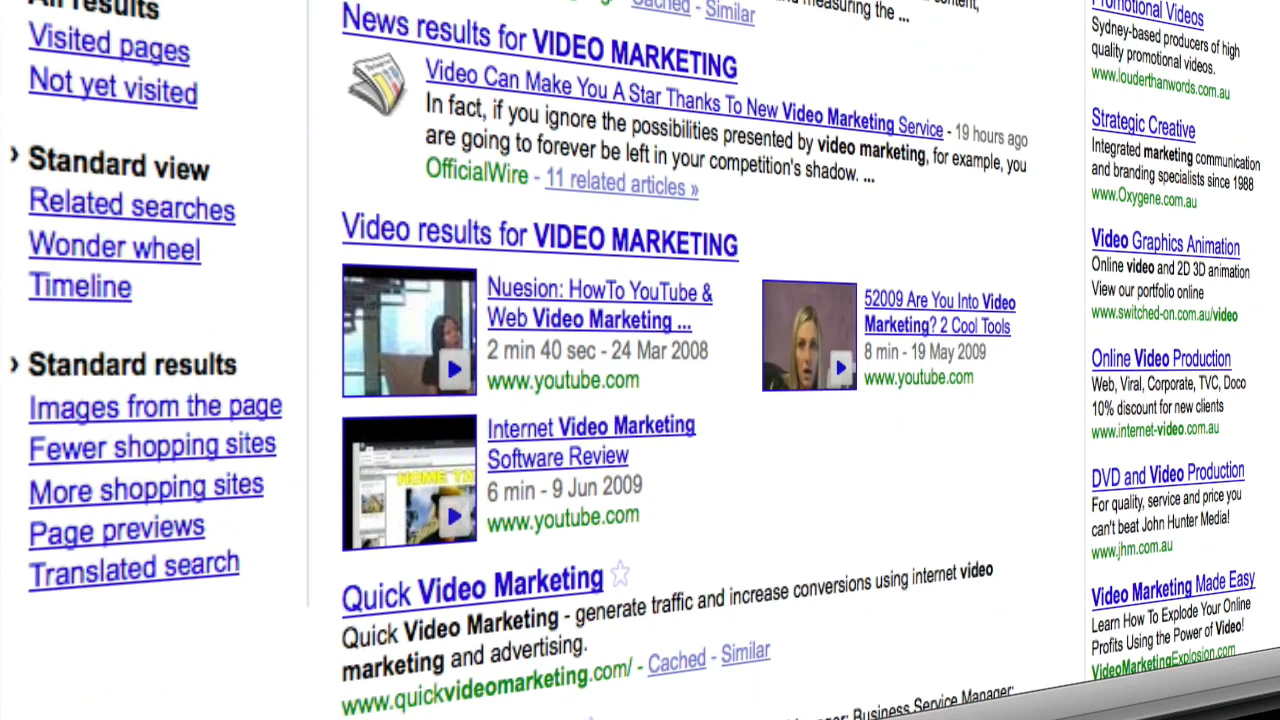 All results
Visited pages
Not yet visited
› Standard view
Related searches
Wonder wheel
Timeline
› Standard results
Images from the page
Fewer shopping sites
More shopping sites
Page previews
Translated search
measuring the ...
Cached - Similar
News results for VIDEO MARKETING
Video Can Make You A Star Thanks To New Video Marketing Service - 19 hours ago
In fact, if you ignore the possibilities presented by video marketing, for example, you
are going to forever be left in your competition's shadow. ...
OfficialWire - 11 related articles »
Video results for VIDEO MARKETING
Nuesion: HowTo YouTube &
Web Video Marketing ...
2 min 40 sec - 24 Mar 2008
www.youtube.com
52009 Are You Into Video
Marketing? 2 Cool Tools
8 min - 19 May 2009
www.youtube.com
HOME TA
Internet Video Marketing
Software Review
6 min - 9 Jun 2009
www.youtube.com
Quick Video Marketing
Quick Video Marketing - generate traffic and increase conversions using internet video
marketing and advertising.
www.quickvideomarketing.com/ - Cached - Similar
Business Service Manager:
Promotional Videos
Sydney-based producers of high
quality promotional videos.
www.louderthanwords.com.au
Strategic Creative
Integrated marketing communication
and branding specialists since 1988
www.Oxygene.com.au
Video Graphics Animation
Online video and 2D 3D animation
View our portfolio online
www.switched-on.com.au/video
Online Video Production
Web, Viral, Corporate, TVC, Doco
10% discount for new clients
www.internet-video.com.au
DVD and Video Production
For quality, service and price you
can't beat John Hunter Media!
www.jhm.com.au
Video Marketing Made Easy
Learn How To Explode Your Online
Profits Using the Power of Video!
VideoMarketingExplosion.com